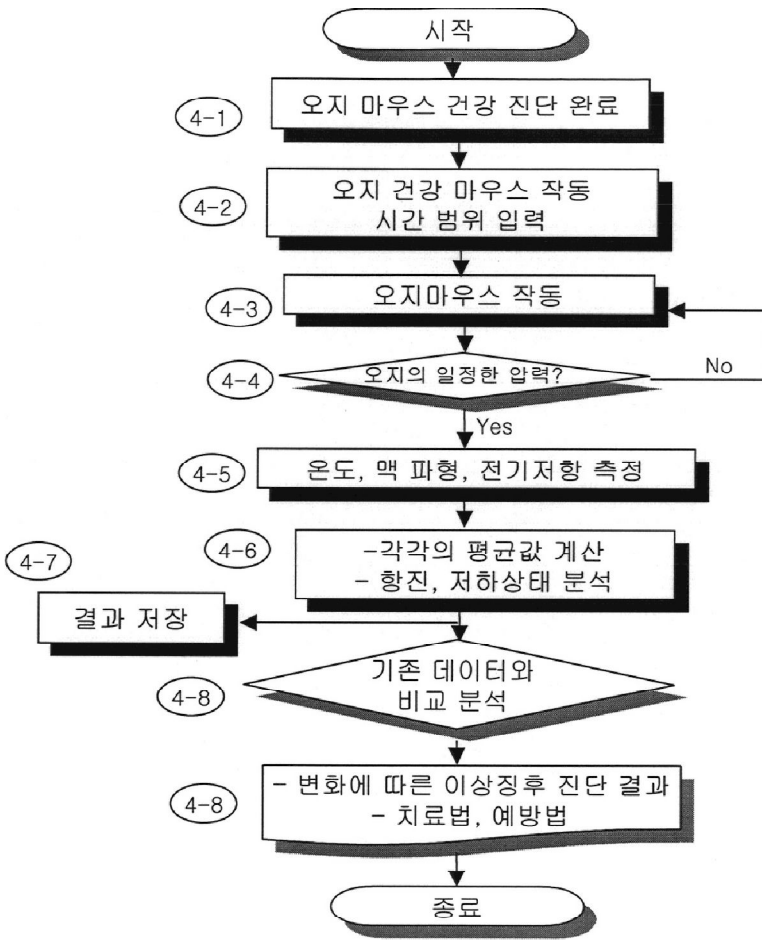 시작
4-1
오지 마우스 건강 진단 완료
4-2
오지 건강 마우스 작동
시간 범위 입력
4-3
오지마우스 작동
4-4
오지의 일정한 압력?
No
Yes
4-5
온도, 맥 파형, 전기저항 측정
4-6
-각각의 평균값 계산
- 항진, 저하상태 분석
4-7
결과 저장
4-8
기존 데이터와
비교 분석
4-8
- 변화에 따른 이상징후 진단 결과
- 치료법, 예방법
종료